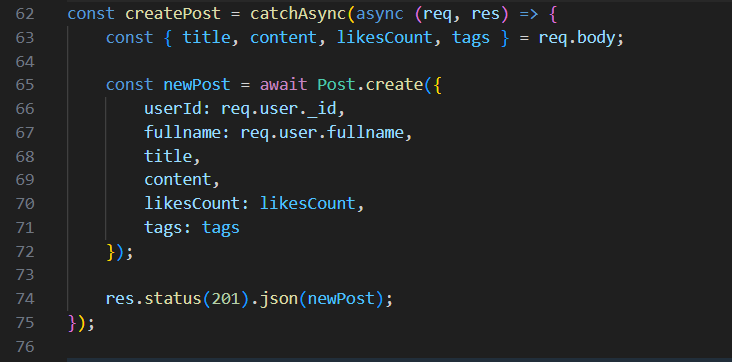 62 const createPost = catchAsync(async (req, res) => {
63     const { title, content, likesCount, tags } = req.body;
64
65     const newPost = await Post.create({
66         userId: req.user._id,
67         fullname: req.user.fullname,
68         title,
69         content,
70         likesCount: likesCount,
71         tags: tags
72     });
73
74     res.status(201).json(newPost);
75 });
76